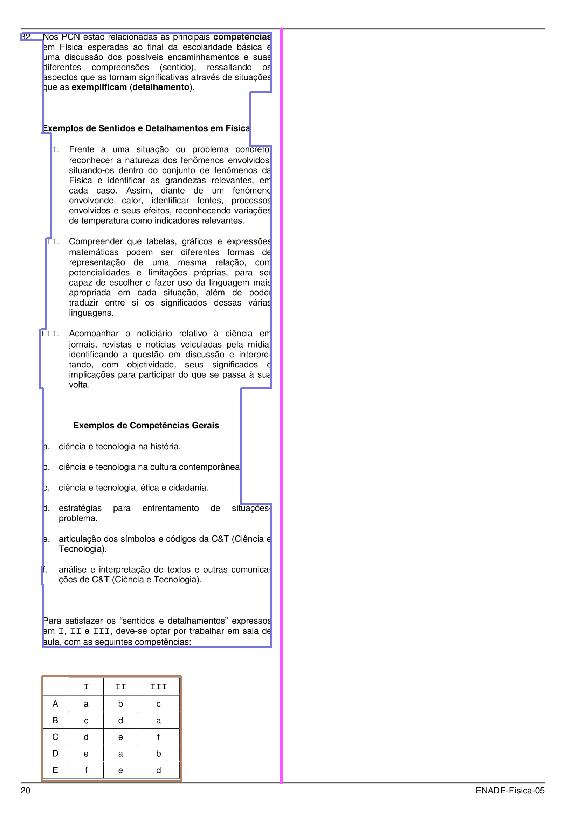 32. Nos PCN estão relacionadas as principais competências
em Física esperadas ao final da escolaridade básica e
uma discussão dos possíveis encaminhamentos e suas
diferentes compreensões (sentido), ressaltando os
aspectos que as tornam significativas através de situações
que as exemplificam (detalhamento).
Exemplos de Sentidos e Detalhamentos em Física
I. Frente a uma situação ou problema concreto,
reconhecer a natureza dos fenômenos envolvidos,
situando-os dentro do conjunto de fenômenos da
Física e identificar as grandezas relevantes, em
cada caso. Assim, diante de um fenômeno
envolvendo calor, identificar fontes, processos
envolvidos e seus efeitos, reconhecendo variações
de temperatura como indicadores relevantes.
II. Compreender que tabelas, gráficos e expressões
matemáticas podem ser diferentes formas de
representação de uma mesma relação, com
potencialidades e limitações próprias, para ser
capaz de escolher e fazer uso da linguagem mais
apropriada em cada situação, além de poder
traduzir entre si os significados dessas várias
linguagens.
III. Acompanhar o noticiário relativo à ciência em
jornais, revistas e notícias veiculadas pela mídia,
identificando a questão em discussão e interpre-
tando, com objetividade, seus significados e
implicações para participar do que se passa à sua
volta.
Exemplos de Competências Gerais
a. ciência e tecnologia na história.
b. ciência e tecnologia na cultura contemporânea.
c. ciência e tecnologia, ética e cidadania.
d. estratégias para enfrentamento de situações-
problema.
e. articulação dos símbolos e códigos da C&T (Ciência e
Tecnologia).
f. análise e interpretação de textos e outras comunica-
ções de C&T (Ciência e Tecnologia).
Para satisfazer os "sentidos e detalhamentos" expressos
em I, II e III, deve-se optar por trabalhar em sala de
aula, com as seguintes competências:
I II III
A a b c
B c d a
C d e f
D e a b
E f e d
20 ENADE-Física-05